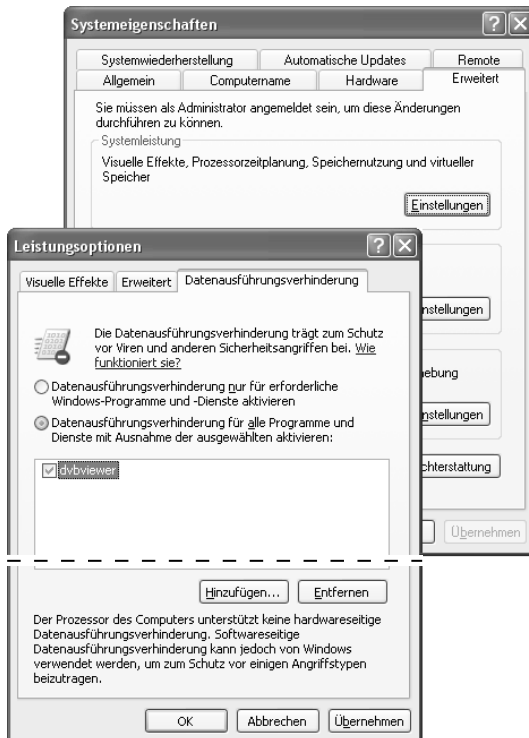 Systemeigenschaften
Systemwiederherstellung Automatische Updates Remote
Allgemein Computername Hardware Erweitert
Sie müssen als Administrator angemeldet sein, um diese Änderungen
durchführen zu können.
Systemleistung
Visuelle Effekte, Prozessorzeitplanung, Speichernutzung und virtueller
Speicher
Einstellungen
nstellungen
ebung
nstellungen
chterstattung
Übernehmen
Leistungsoptionen
Visuelle Effekte Erweitert Datenausführungsverhinderung
Die Datenausführungsverhinderung trägt zum Schutz
vor Viren und anderen Sicherheitsangriffen bei. Wie
funktioniert sie?
Datenausführungsverhinderung nur für erforderliche
Windows-Programme und -Dienste aktivieren
Datenausführungsverhinderung für alle Programme und
Dienste mit Ausnahme der ausgewählten aktivieren:
dvbviewer
Hinzufügen... Entfernen
Der Prozessor des Computers unterstützt keine hardwareseitige
Datenausführungsverhinderung. Softwareseitige
Datenausführungsverhinderung kann jedoch von Windows
verwendet werden, um zum Schutz vor einigen Angriffstypen
beizutragen.
OK Abbrechen Übernehmen